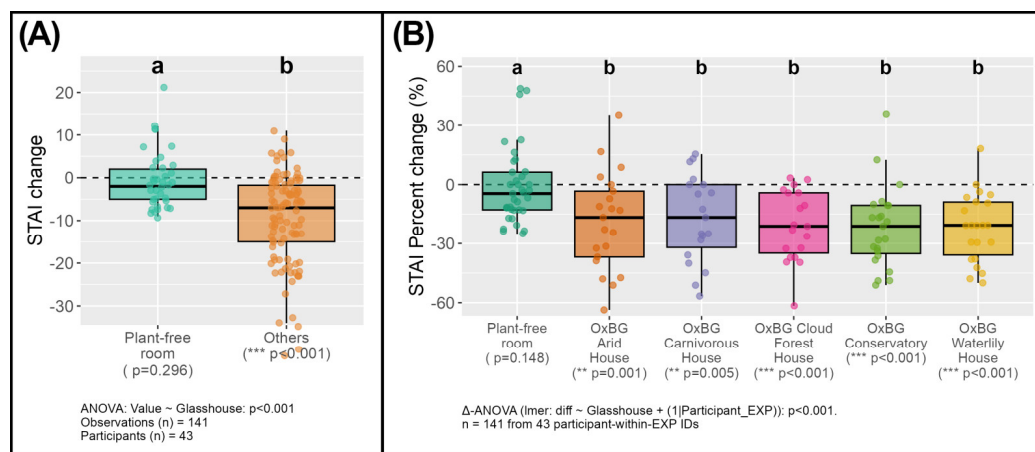 (A)
a
b
20
10
0
-10
-20
-30
STAI change
Plant-free
room
( p=0.296)
Others
(*** p<0.001)
ANOVA: Value ~ Glasshouse: p<0.001
Observations (n) = 141
Participants (n) = 43
(B)
a
b
b
b
b
b
60
30
0
-30
-60
STAI Percent change (%)
Plant-free
room
( p=0.148)
OxBG
Arid
House
(** p=0.001)
OxBG
Carnivorous
House
(** p=0.005)
OxBG Cloud
Forest
House
(*** p<0.001)
OxBG
Conservatory
(*** p<0.001)
OxBG
Waterlily
House
(*** p<0.001)
Δ-ANOVA (lmer: diff ~ Glasshouse + (1|Participant_EXP)): p<0.001.
n = 141 from 43 participant-within-EXP IDs